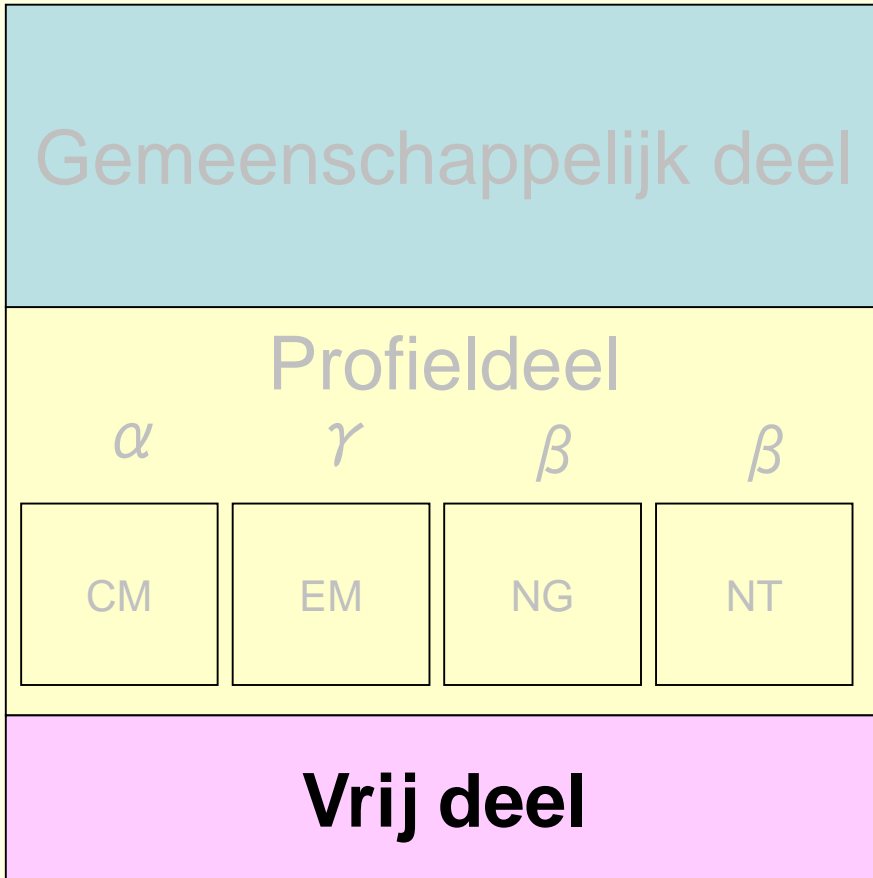 Gemeenschappelijk deel
Profieldeel
α γ β β
CM EM NG NT
Vrij deel